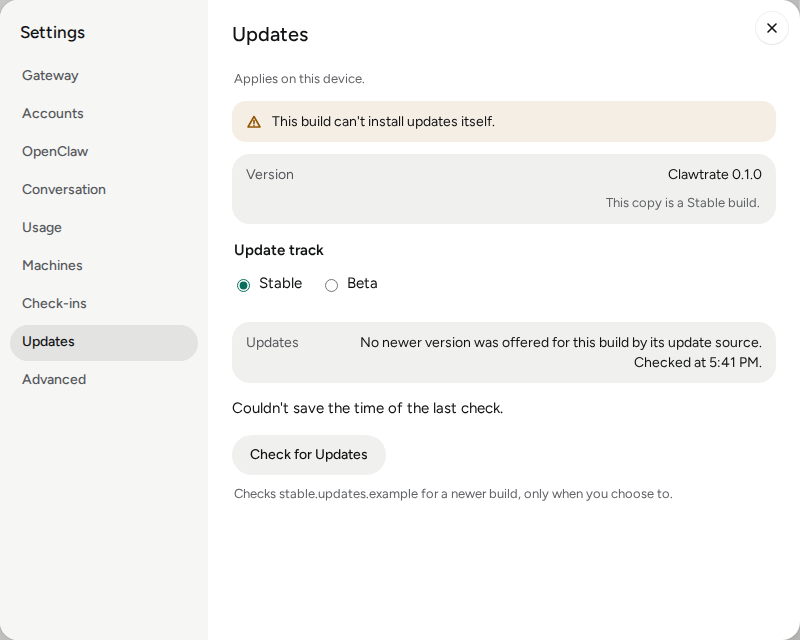 Settings
Gateway
Accounts
OpenClaw
Conversation
Usage
Machines
Check-ins
Updates
Advanced
Updates
Applies on this device.
This build can't install updates itself.
Version
Clawtrate 0.1.0
This copy is a Stable build.
Update track
Stable
Beta
Updates
No newer version was offered for this build by its update source.
Checked at 5:41 PM.
Couldn't save the time of the last check.
Check for Updates
Checks stable.updates.example for a newer build, only when you choose to.